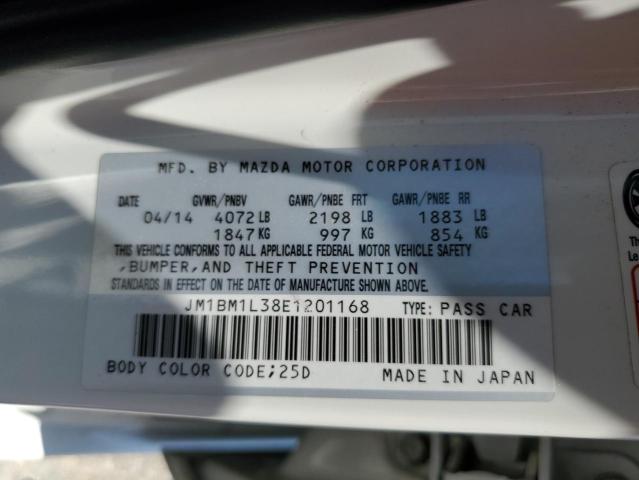 MFD. BY MAZDA MOTOR CORPORATION
DATE GVWR/PNBV GAWR/PNBE FRT GAWR/PNBE RR
04/14 4072 LB 2198 LB 1883 LB
1847 KG 997 KG 854 KG
THIS VEHICLE CONFORMS TO ALL APPLICABLE FEDERAL MOTOR VEHICLE SAFETY
,BUMPER,AND THEFT PREVENTION
STANDARDS IN EFFECT ON THE DATE OF MANUFACTURE SHOWN ABOVE.
JM1BM1L38E1201168 TYPE: PASS CAR
BODY COLOR CODE;25D MADE IN JAPAN
Th
Le